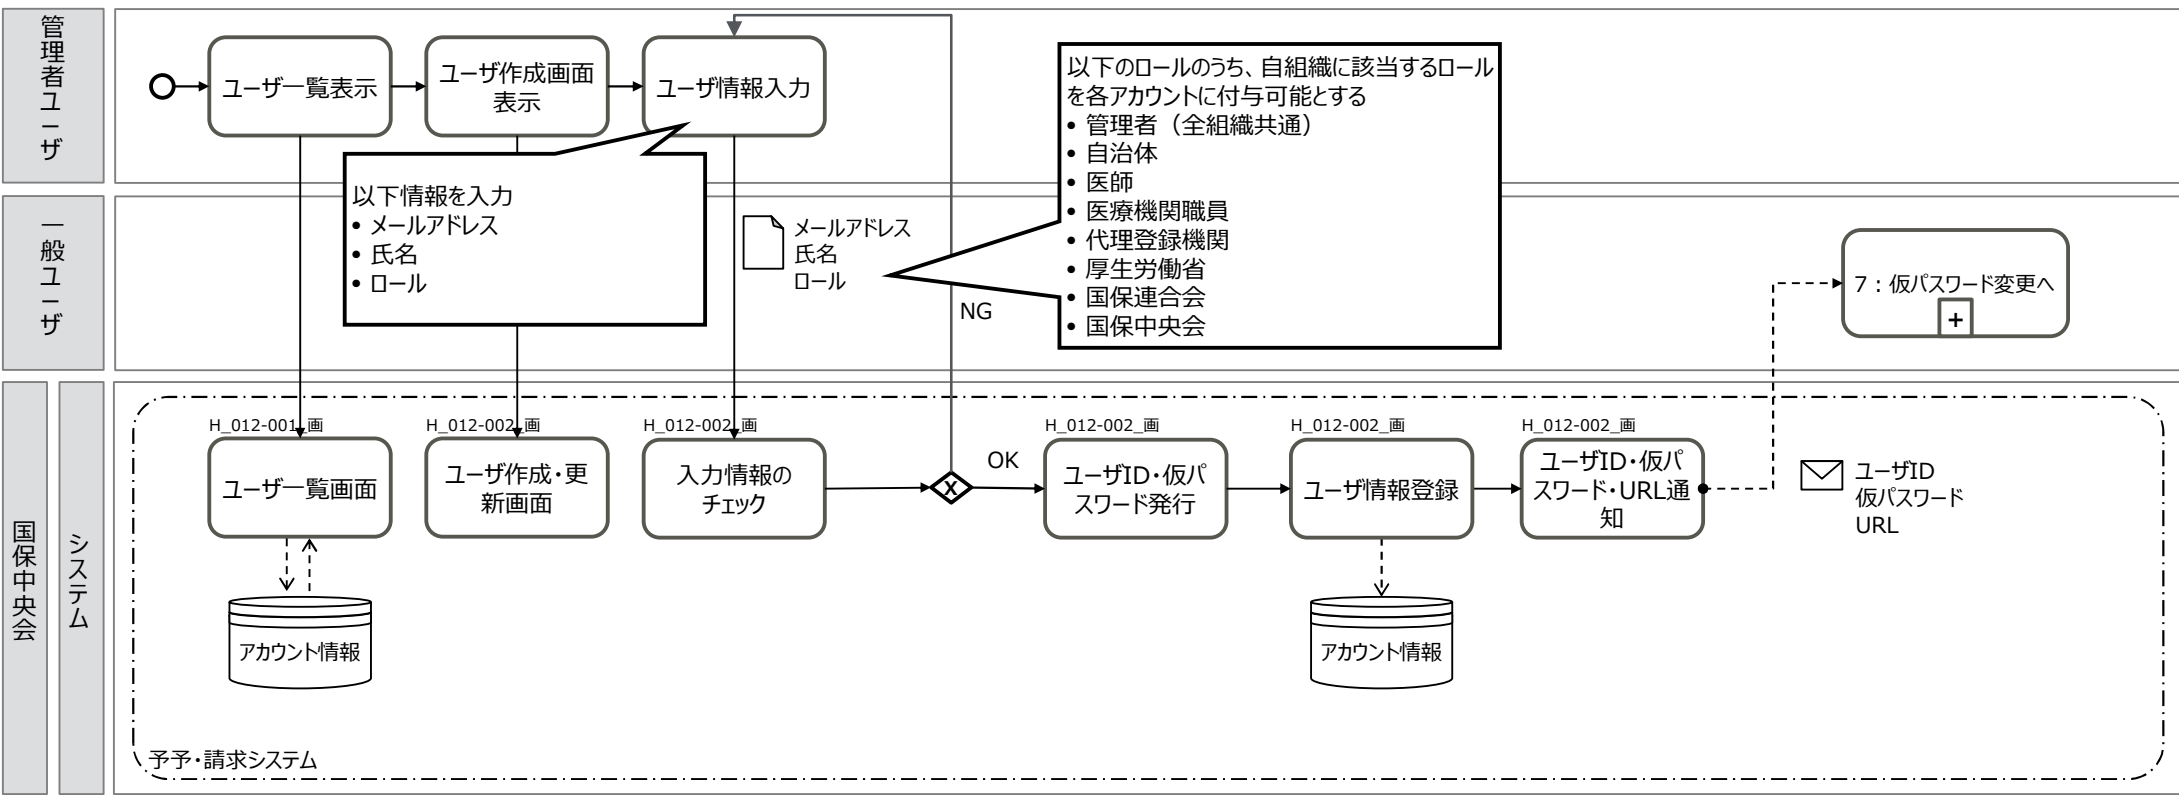 管理者ユーザ
ユーザ一覧表示
ユーザ作成画面
表示
ユーザ情報入力
以下のロールのうち、自組織に該当するロール
を各アカウントに付与可能とする
• 管理者（全組織共通）
• 自治体
• 医師
• 医療機関職員
• 代理登録機関
• 厚生労働省
• 国保連合会
• 国保中央会
一般ユーザ
以下情報を入力
• メールアドレス
• 氏名
• ロール
メールアドレス
氏名
ロール
NG
7：仮パスワード変更へ
+
国保中央会
システム
H_012-001_画
ユーザ一覧画面
H_012-002_画
ユーザ作成・更
新画面
H_012-002_画
入力情報の
チェック
X
OK
H_012-002_画
ユーザID・仮パ
スワード発行
H_012-002_画
ユーザ情報登録
H_012-002_画
ユーザID・仮パ
スワード・URL通
知
ユーザID
仮パスワード
URL
アカウント情報
アカウント情報
予予・請求システム